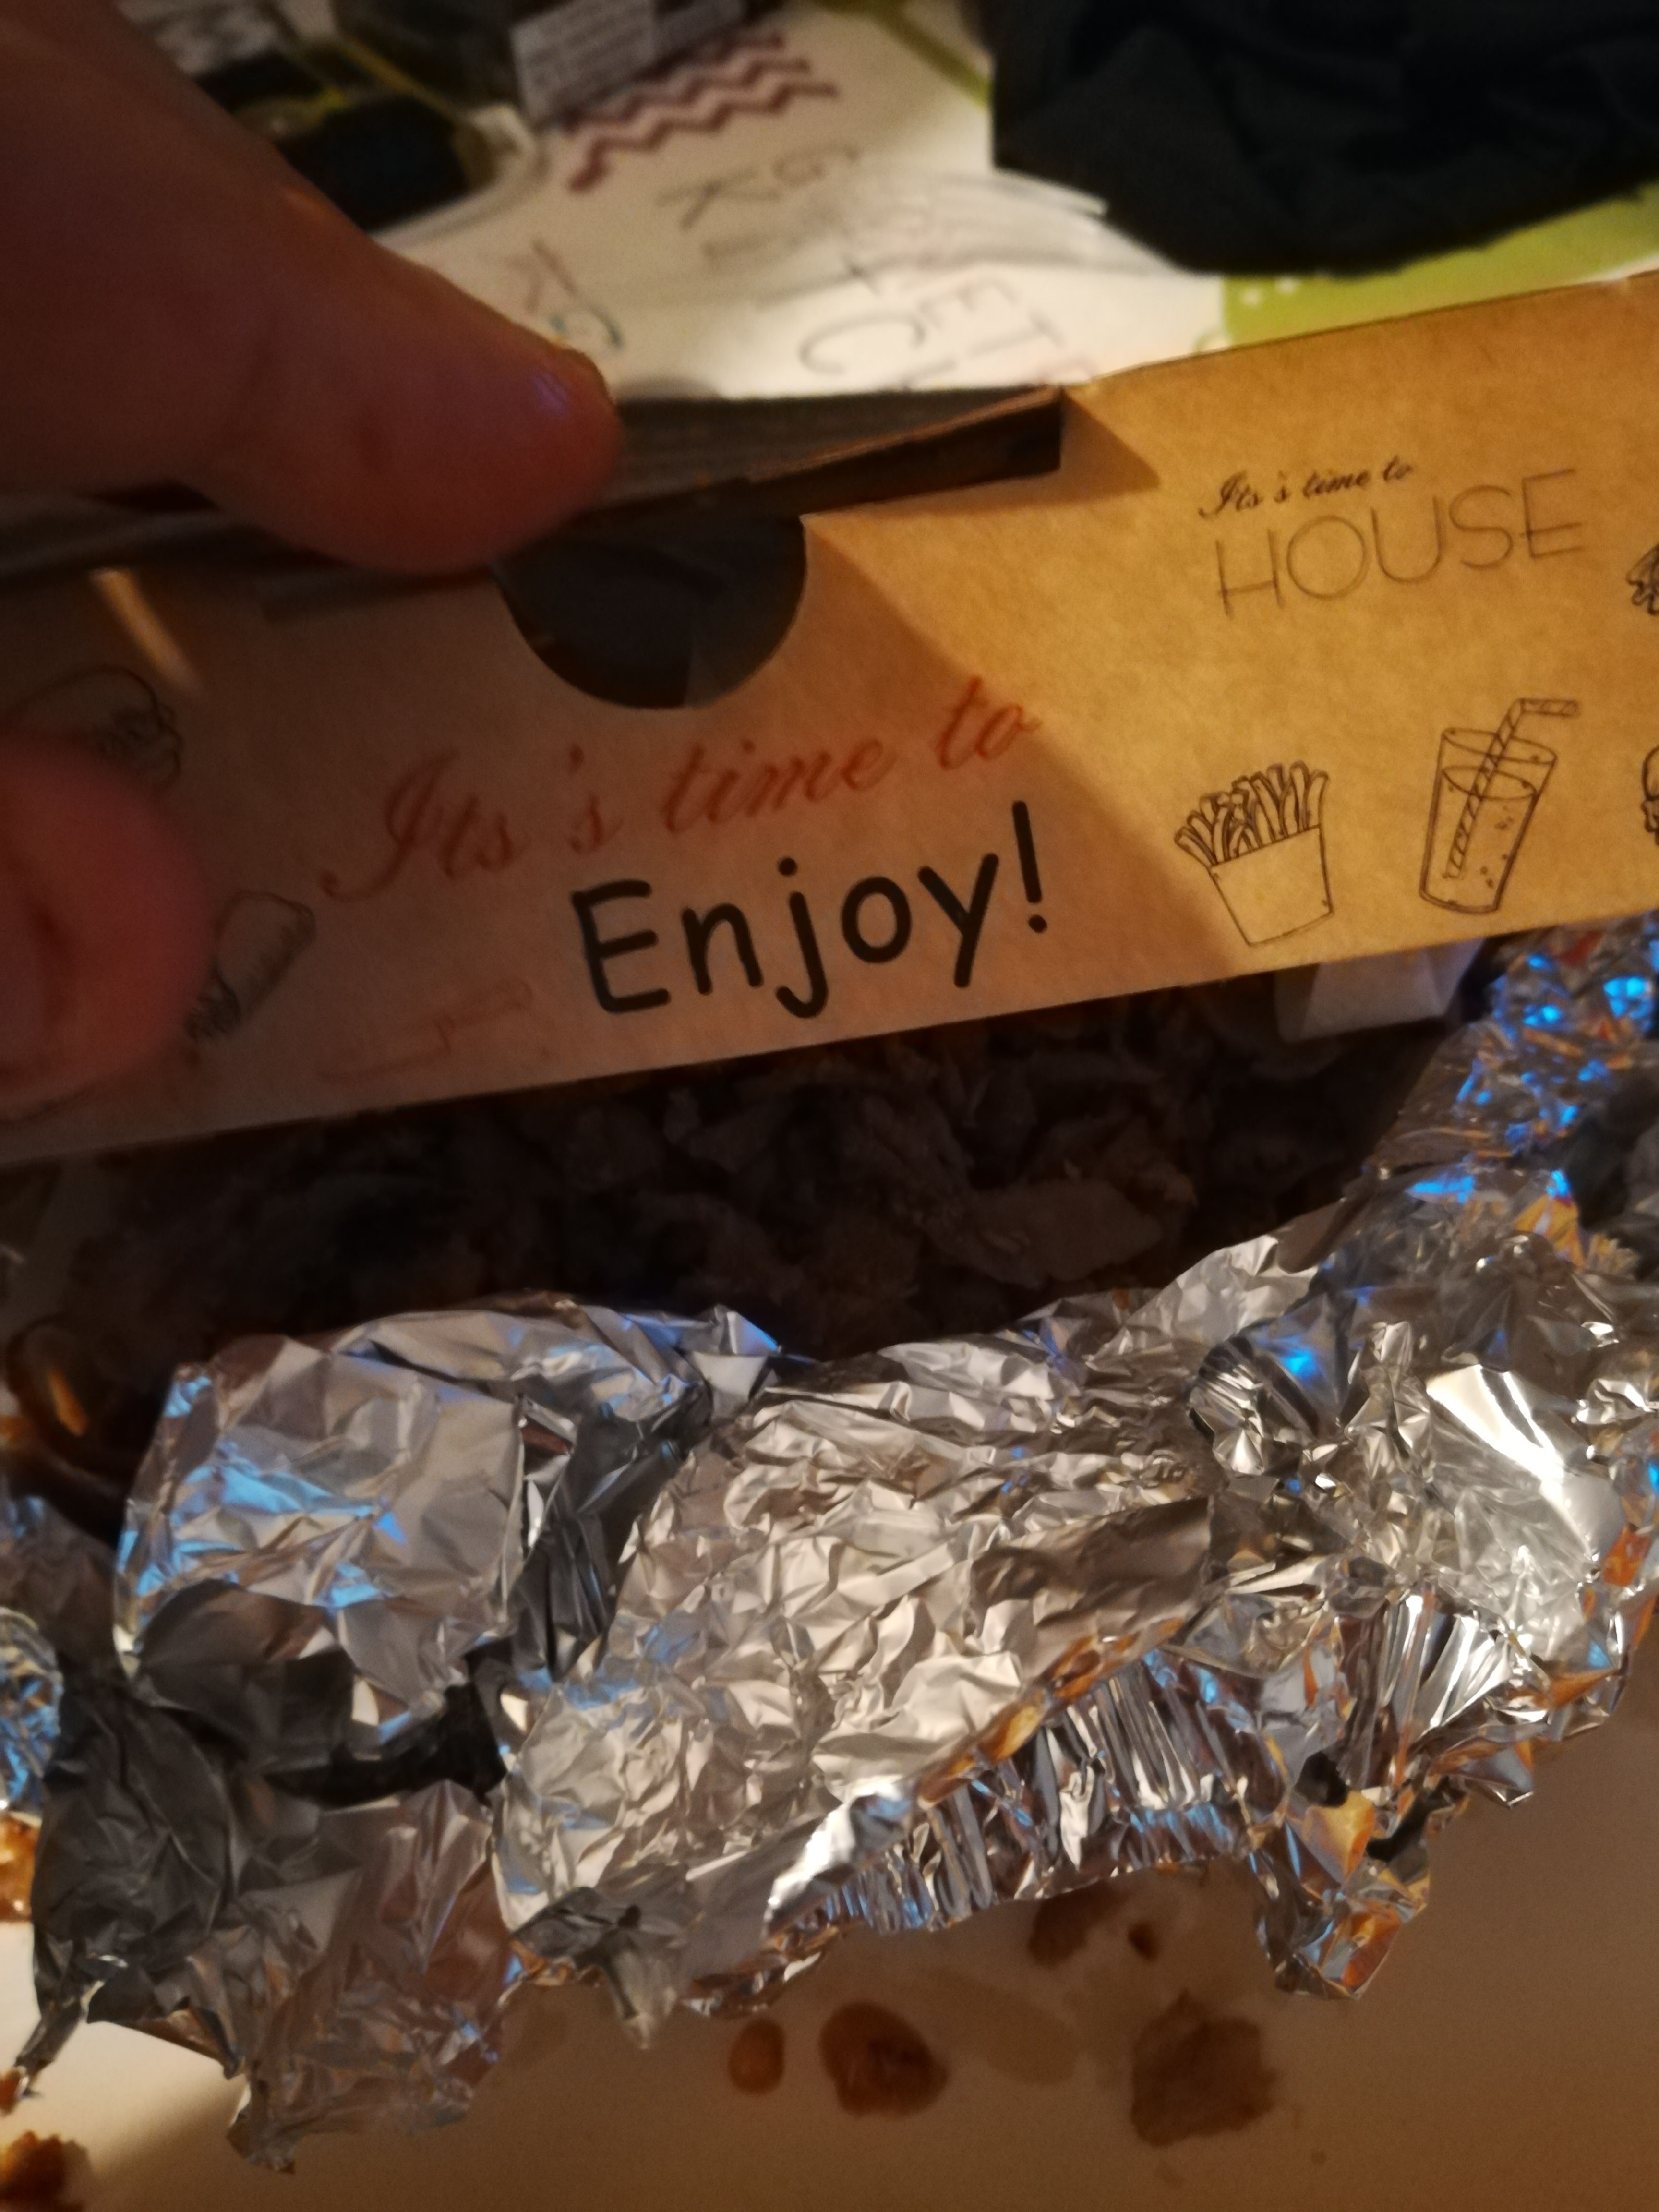 Its's time to
HOUSE
Its's time to
Enjoy!